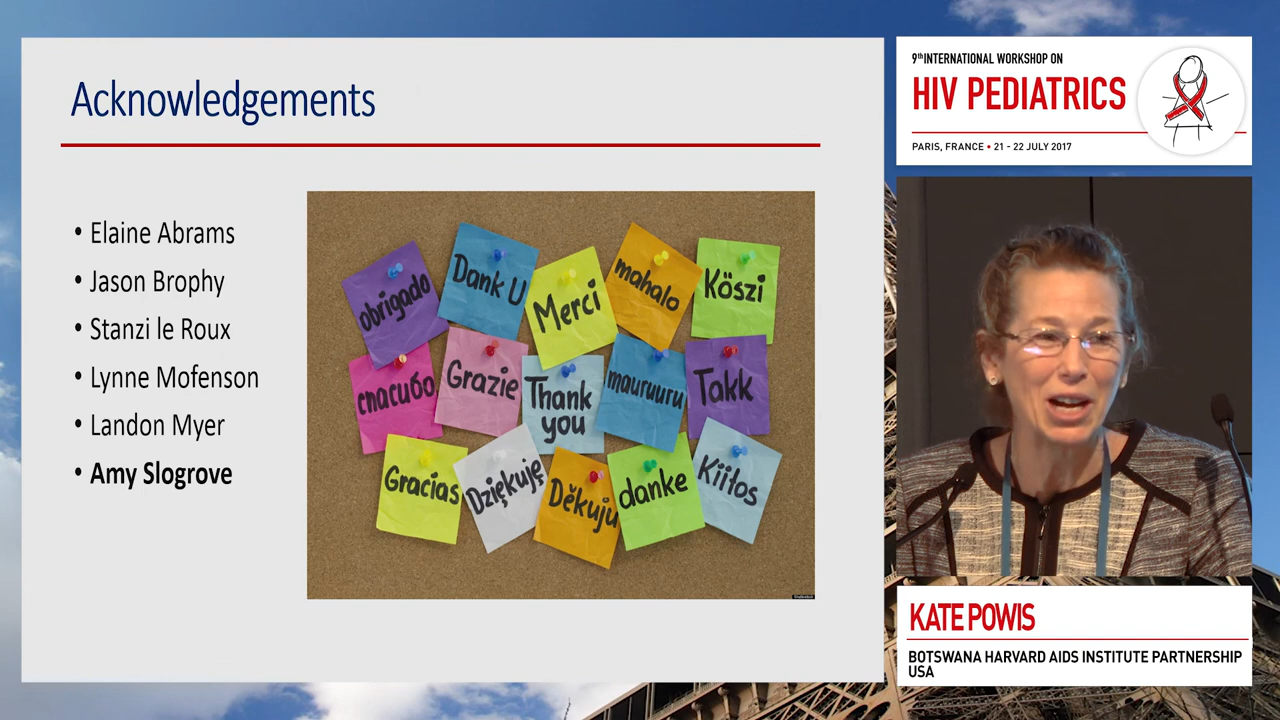 Acknowledgements
• Elaine Abrams
• Jason Brophy
• Stanzi le Roux
• Lynne Mofenson
• Landon Myer
• Amy Slogrove
obrigado
Dank U
Merci
mahalo
Köszi
спасибо
Grazie
Thank
you
mauruuru
Takk
Gracias
Dziękuję
Děkuju
danke
Kiitos
9th INTERNATIONAL WORKSHOP ON
HIV PEDIATRICS
PARIS, FRANCE • 21 - 22 JULY 2017
KATE POWIS
BOTSWANA HARVARD AIDS INSTITUTE PARTNERSHIP
USA